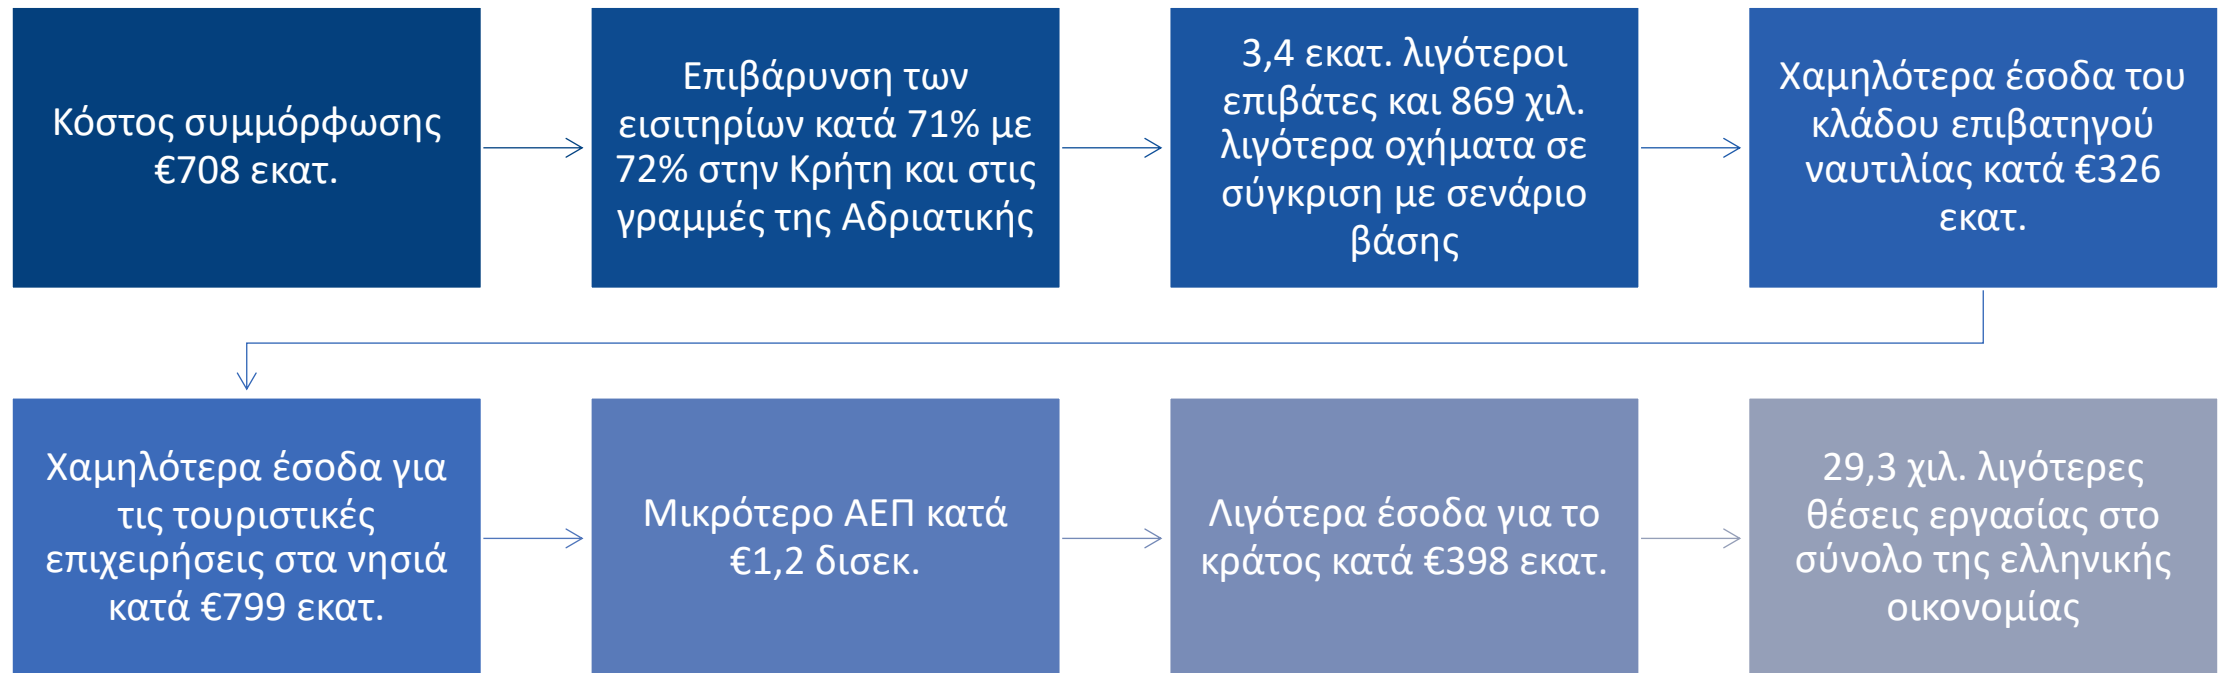 Κόστος συμμόρφωσης
€708 εκατ.
Επιβάρυνση των
εισιτηρίων κατά 71% με
72% στην Κρήτη και στις
γραμμές της Αδριατικής
3,4 εκατ. λιγότεροι
επιβάτες και 869 χιλ.
λιγότερα οχήματα σε
σύγκριση με σενάριο
βάσης
Χαμηλότερα έσοδα του
κλάδου επιβατηγού
ναυτιλίας κατά €326
εκατ.
Χαμηλότερα έσοδα για
τις τουριστικές
επιχειρήσεις στα νησιά
κατά €799 εκατ.
Μικρότερο ΑΕΠ κατά
€1,2 δισεκ.
Λιγότερα έσοδα για το
κράτος κατά €398 εκατ.
29,3 χιλ. λιγότερες
θέσεις εργασίας στο
σύνολο της ελληνικής
οικονομίας